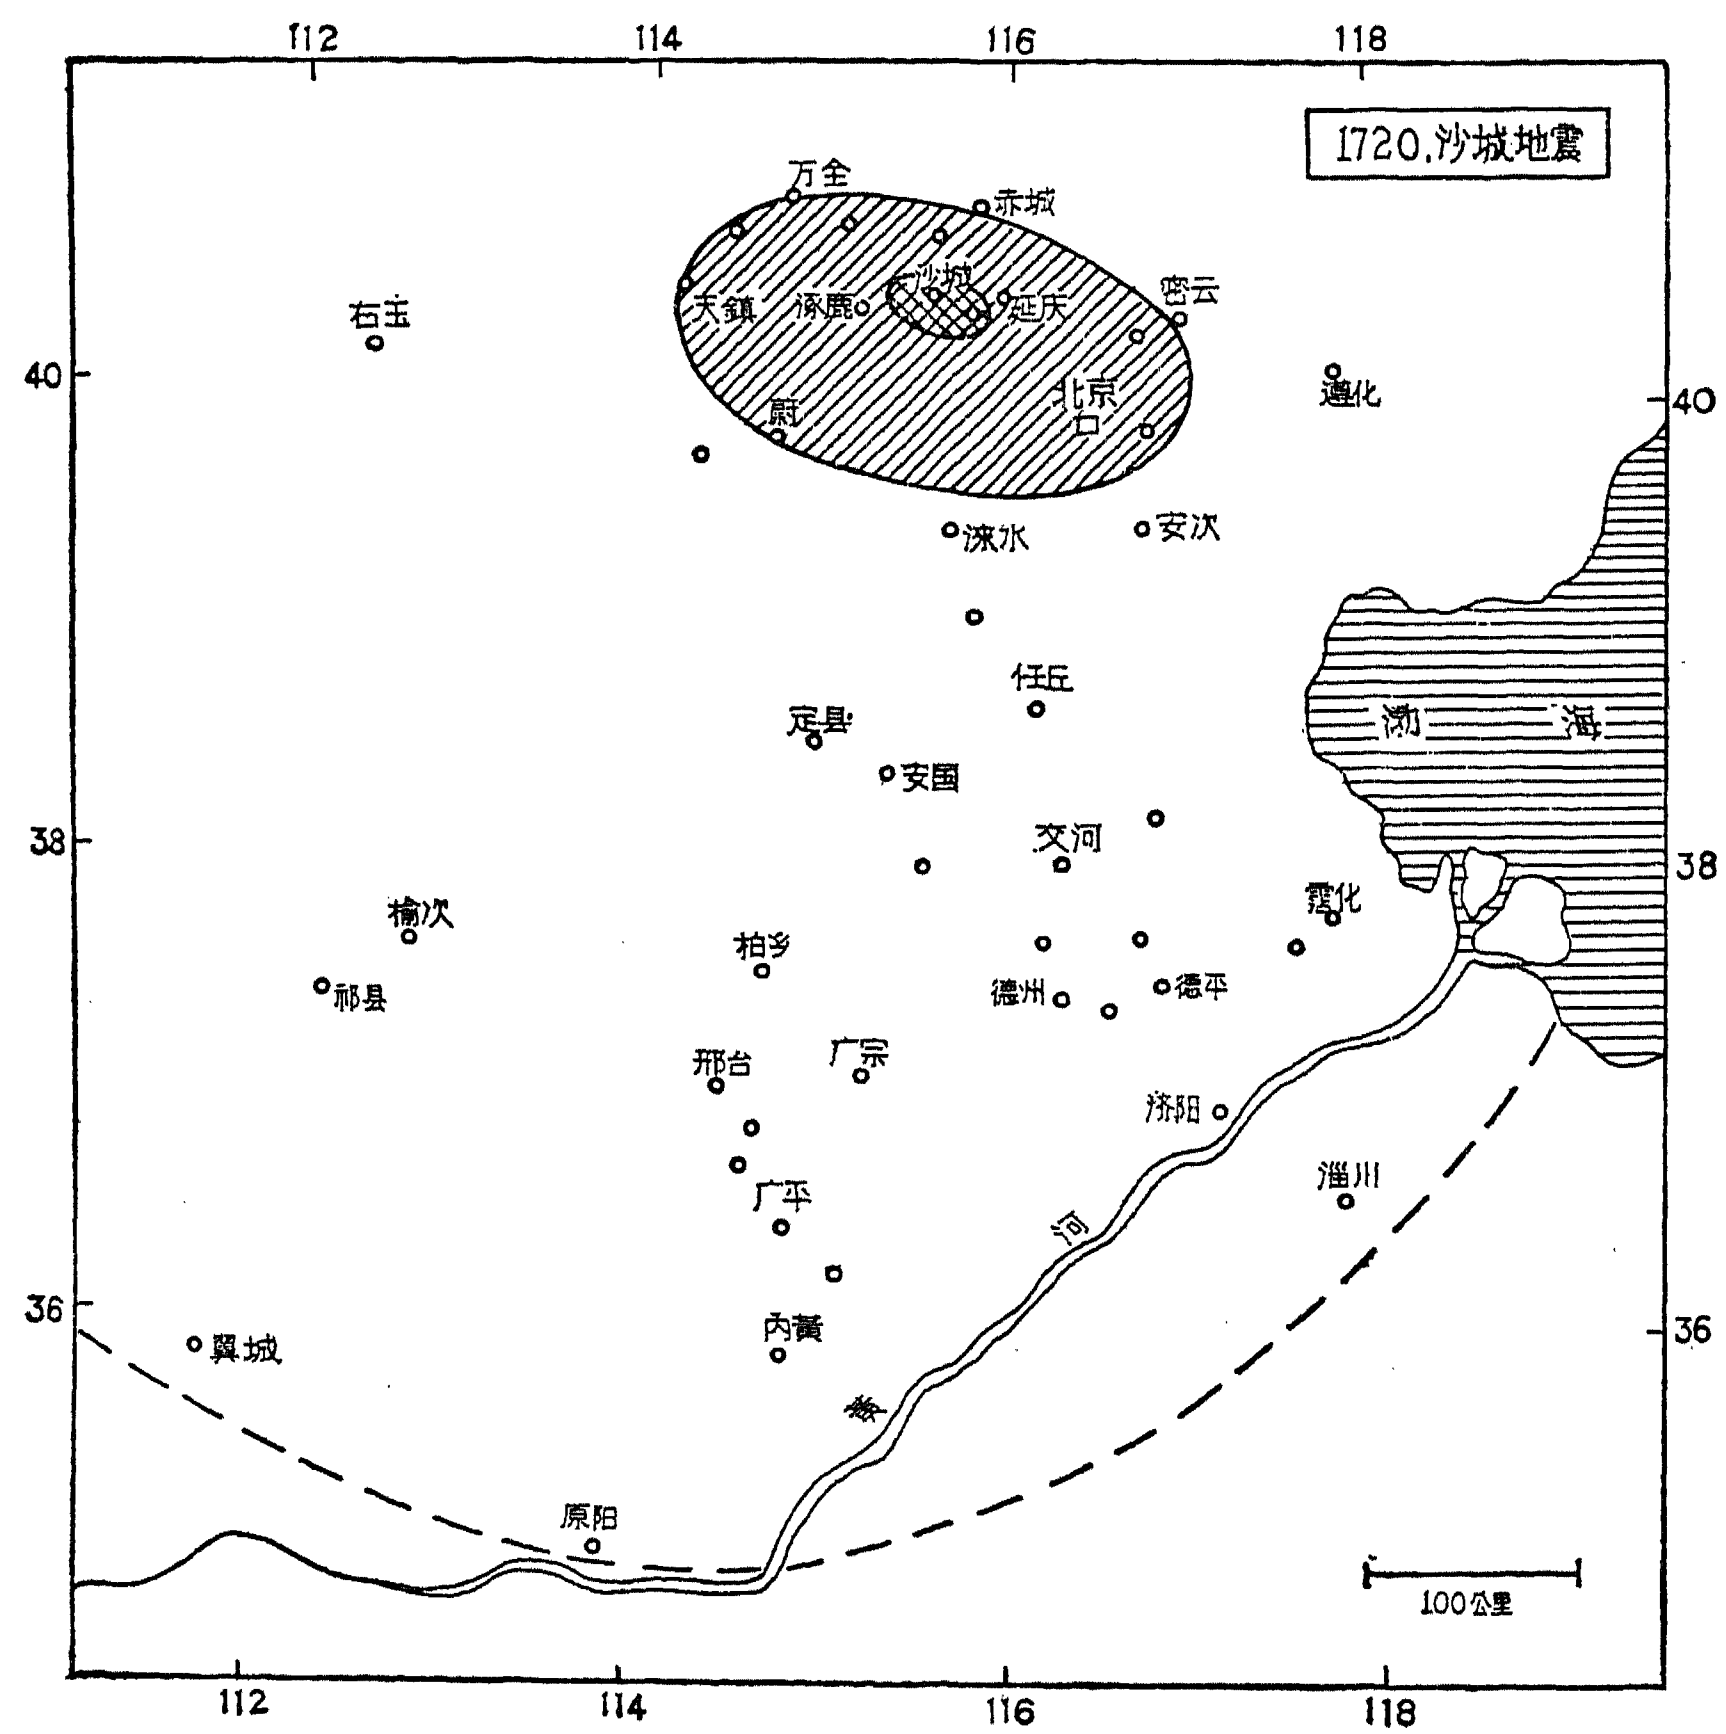 112 114 116 118
1720.沙城地震
万全
赤城
沙城
密云
右玉
天鎮
涿鹿
延庆
40
遵化
北京
40
蔚
涞水
安次
任丘
定县
渤海
安国
38
交河
38
霑化
榆次
柏乡
祁县
德州
德平
邢台
广宗
济阳
淄川
广平
河
36
内黃
36
翼城
黄
原阳
100公里
112 114 116 118